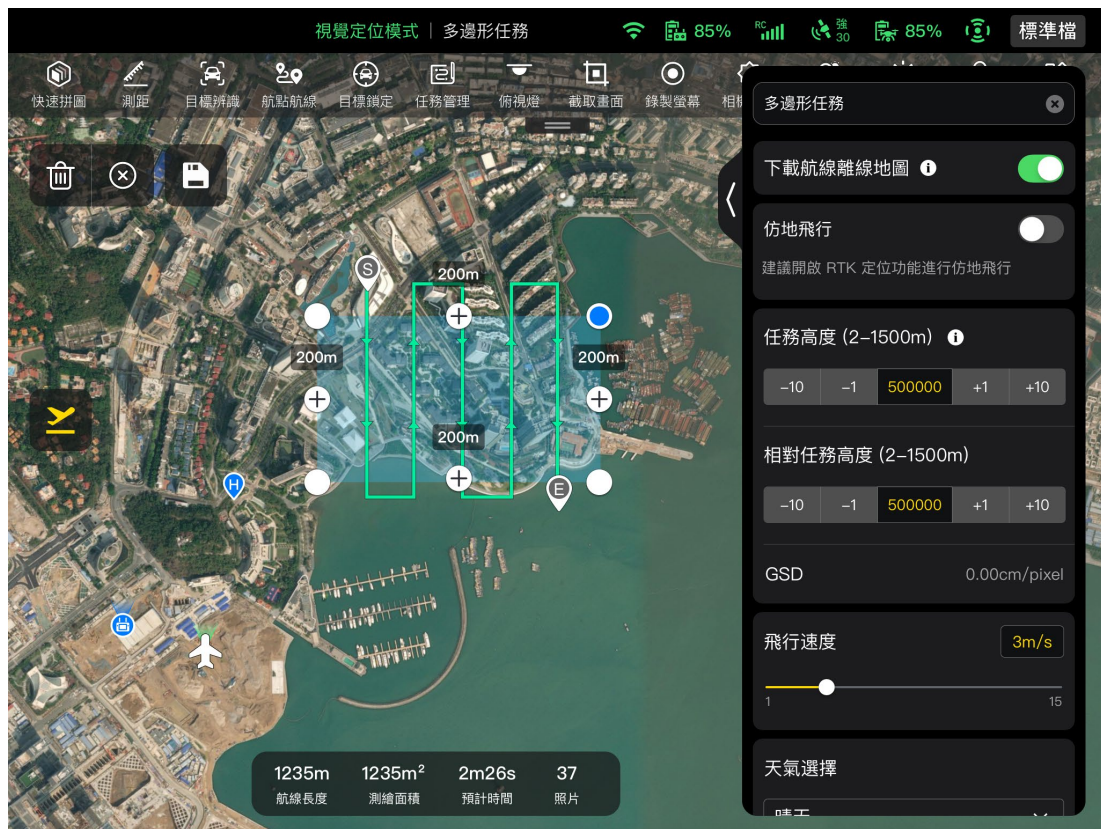 視覺定位模式 | 多邊形任務
85%
RC
強
30
85%
標準檔
快速拼圖
測距
目標辨識
航點航線
目標鎖定
任務管理
俯視燈
截取畫面
錄製螢幕
多邊形任務
下載航線離線地圖
仿地飛行
建議開啟 RTK 定位功能進行仿地飛行
任務高度 (2–1500m)
–10 –1 500000 +1 +10
相對任務高度 (2–1500m)
–10 –1 500000 +1 +10
GSD 0.00cm/pixel
飛行速度 3m/s
1 15
天氣選擇
晴天
S
200m
200m
200m
200m
E
H
1235m 1235m² 2m26s 37
航線長度 測繪面積 預計時間 照片